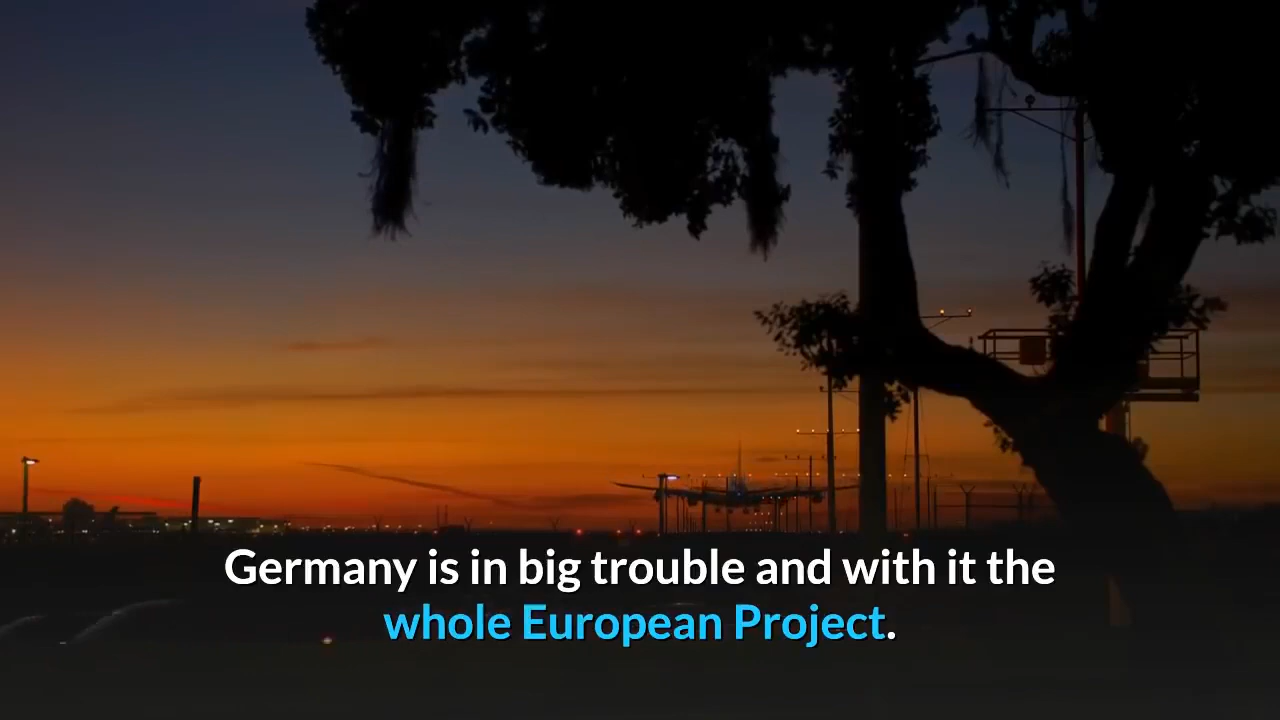 Germany is in big trouble and with it the
whole European Project.